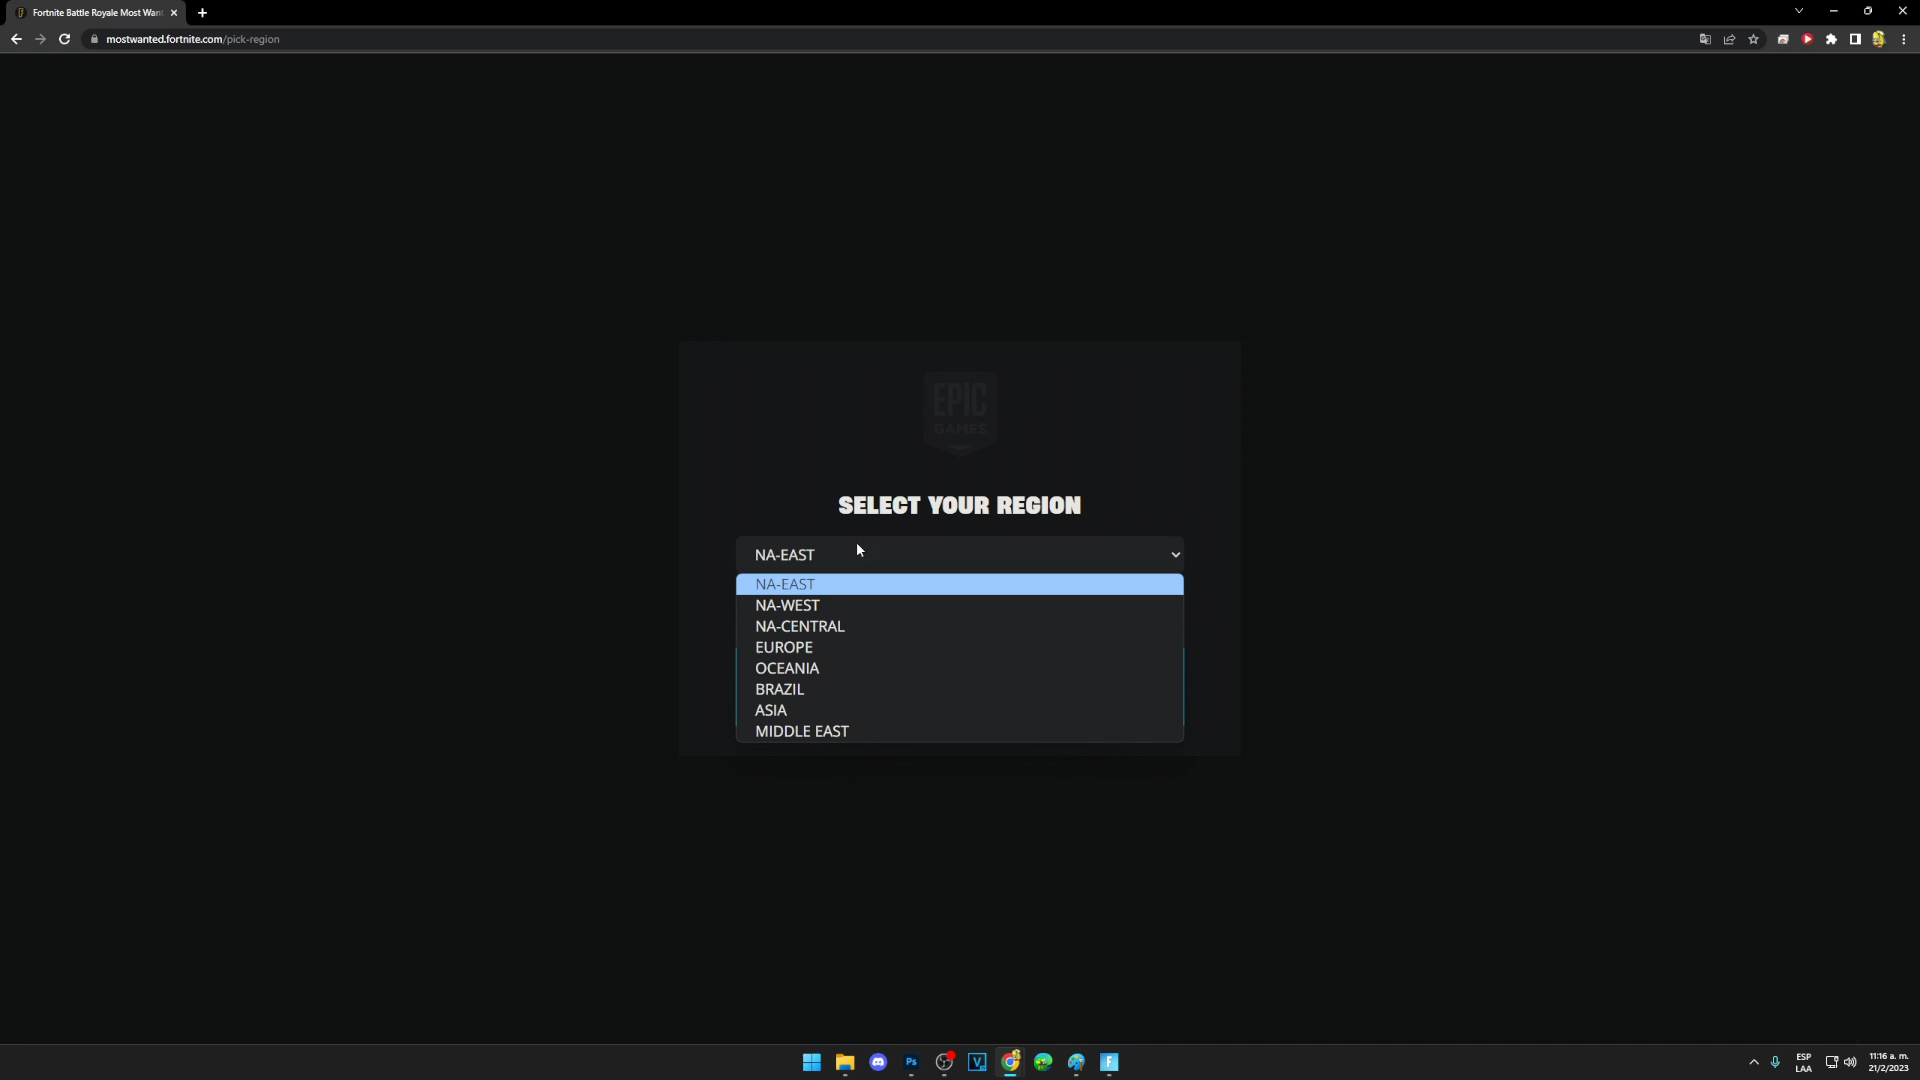 Fortnite Battle Royale Most Want
mostwanted.fortnite.com/pick-region
EPIC
GAMES
SELECT YOUR REGION
NA-EAST
NA-EAST
NA-WEST
NA-CENTRAL
EUROPE
OCEANIA
BRAZIL
ASIA
MIDDLE EAST
Ps
V
F
ESP
LAA
11:16 a. m.
21/2/2023